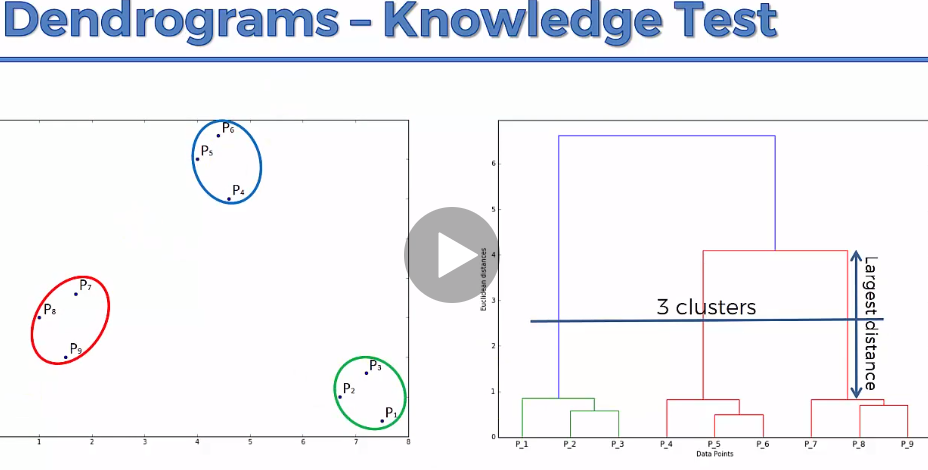 Dendrograms – Knowledge Test
P₆
P₅
P₄
P₇
P₈
P₉
P₃
P₂
P₁
1 2 3 4 5 6 7 8
6
5
4
3
2
1
0
Euclidean distances
3 clusters
Largest distance
P_1 P_2 P_3 P_4 P_5 P_6 P_7 P_8 P_9
Data Points